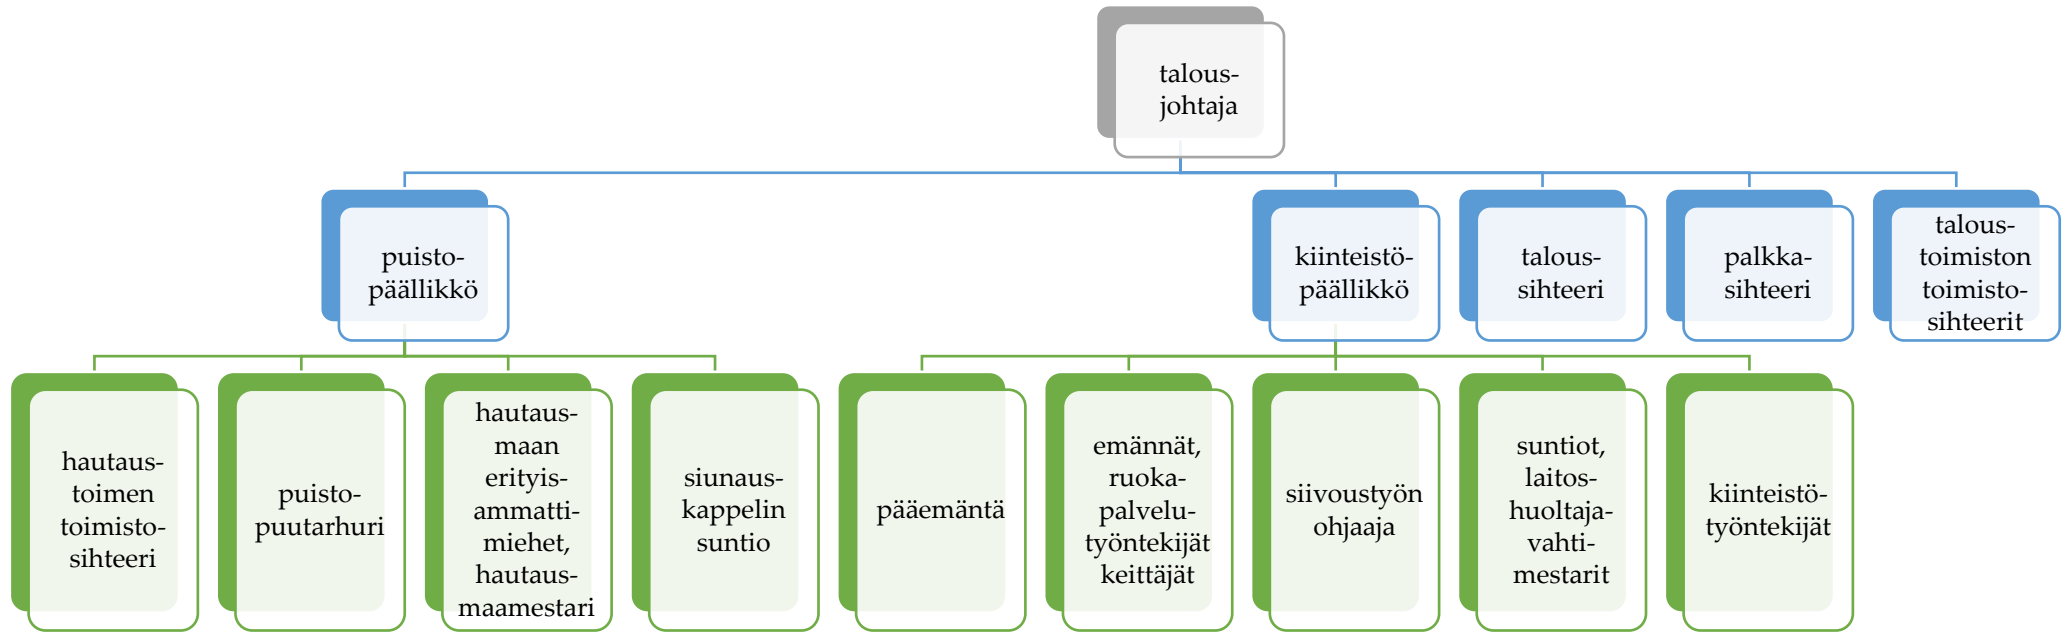 talous-
johtaja
puisto-
päällikkö
kiinteistö-
päällikkö
talous-
sihteeri
palkka-
sihteeri
talous-
toimiston
toimisto-
sihteerit
hautaus-
toimen
toimisto-
sihteeri
puisto-
puutarhuri
hautaus-
maan
erityis-
ammatti-
miehet,
hautaus-
maamestari
siunaus-
kappelin
suntio
pääemäntä
emännät,
ruoka-
palvelu-
työntekijät
keittäjät
siivoustyön
ohjaaja
suntiot,
laitos-
huoltaja-
vahti-
mestarit
kiinteistö-
työntekijät